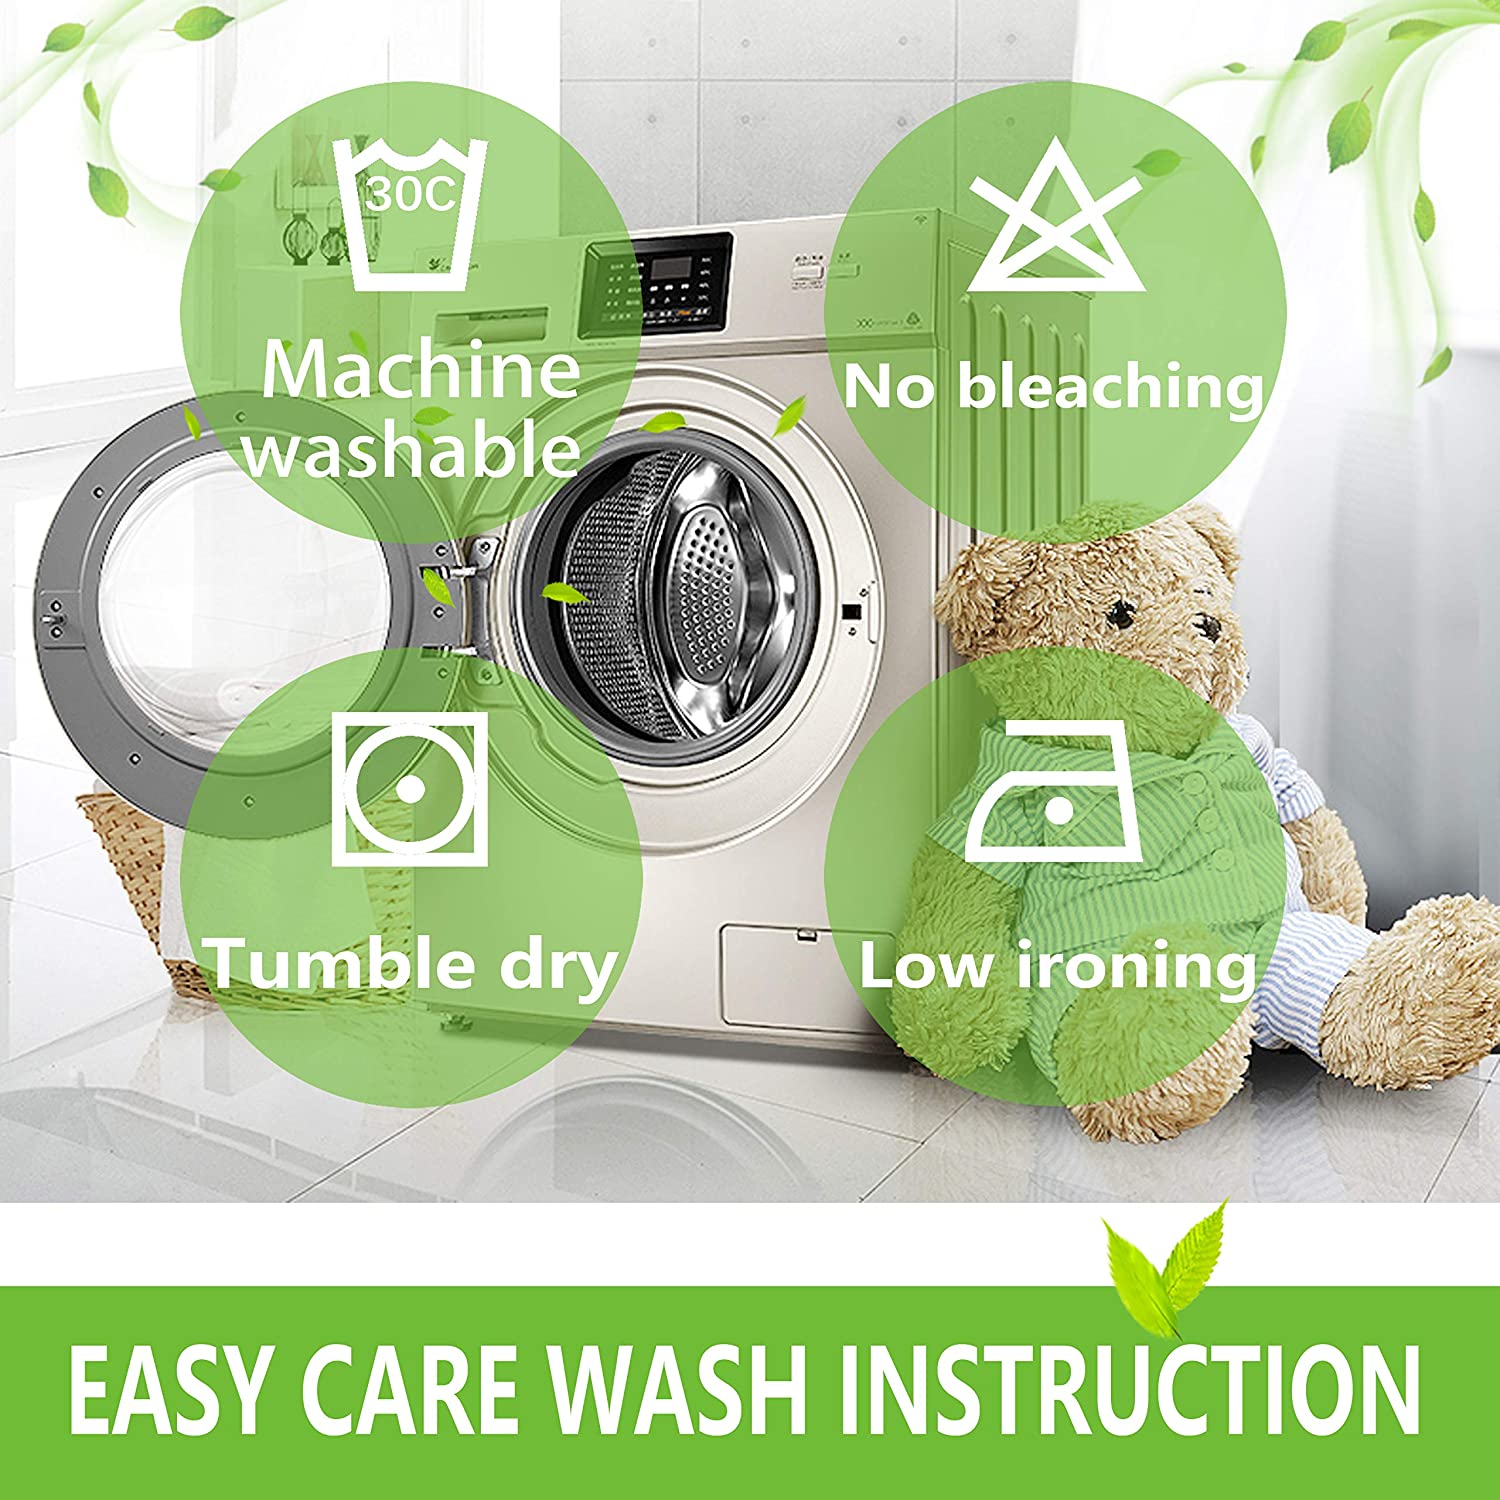 30C
Machine
washable
No bleaching
Tumble dry
Low ironing
EASY CARE WASH INSTRUCTION